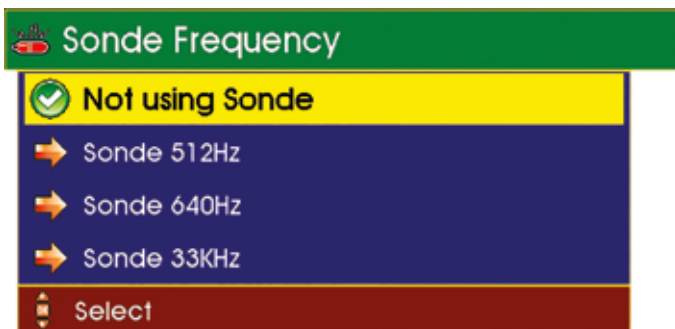 Sonde Frequency
Not using Sonde
Sonde 512Hz
Sonde 640Hz
Sonde 33KHz
Select